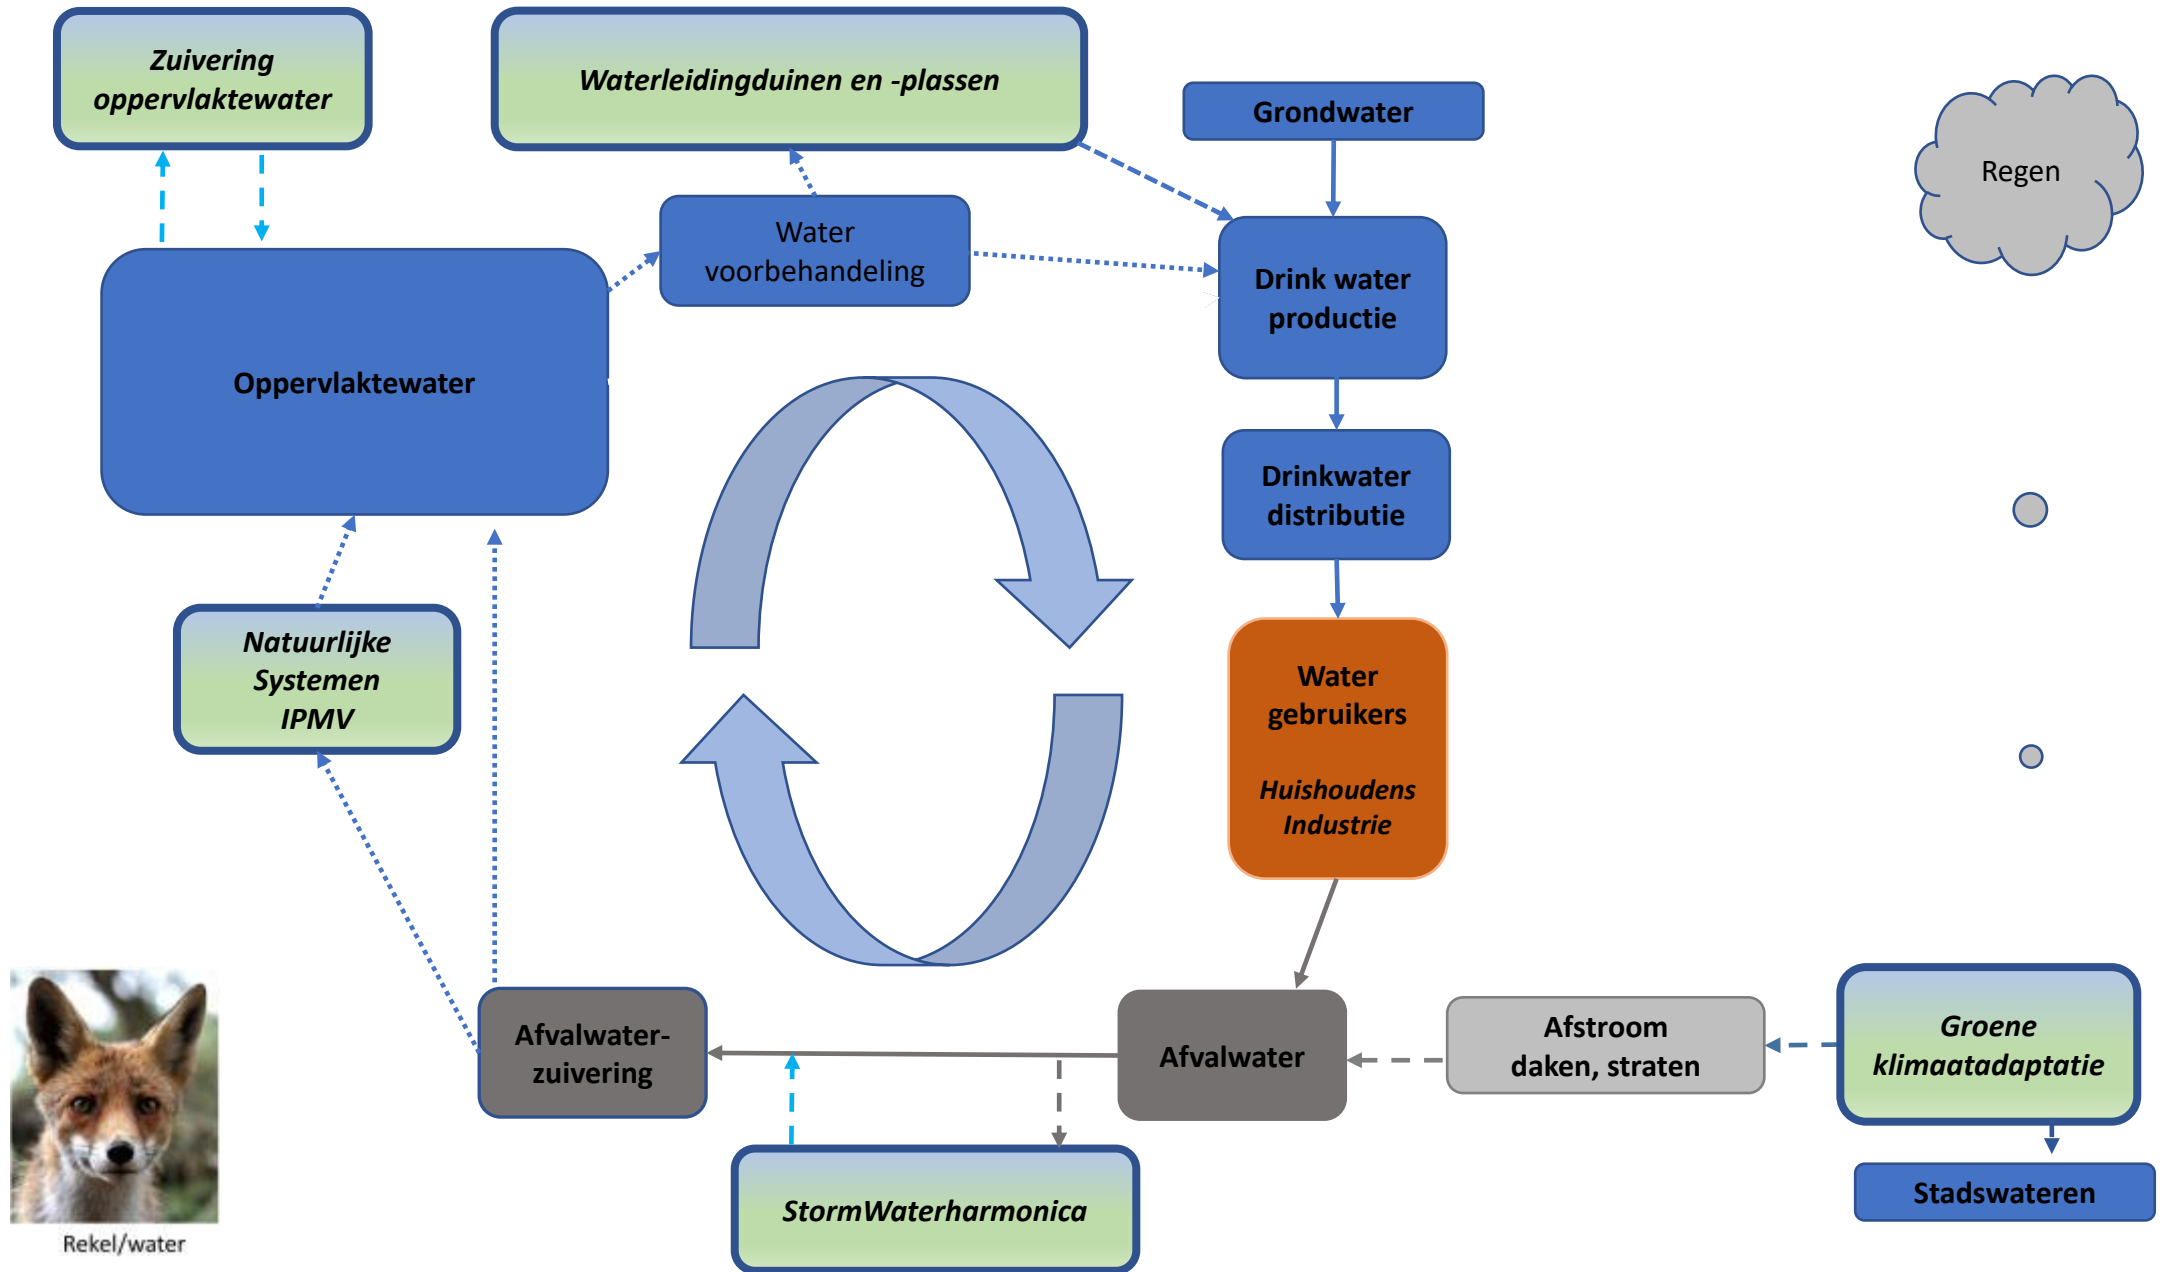 Zuivering
oppervlaktewater
Waterleidingduinen en -plassen
Grondwater
Regen
Water
voorbehandeling
Drink water
productie
Oppervlaktewater
Drinkwater
distributie
Natuurlijke
Systemen
IPMV
Water
gebruikers
Huishoudens
Industrie
Afvalwater-
zuivering
Afvalwater
Afstroom
daken, straten
Groene
klimaatadaptatie
StormWaterharmonica
Stadswateren
Rekel/water